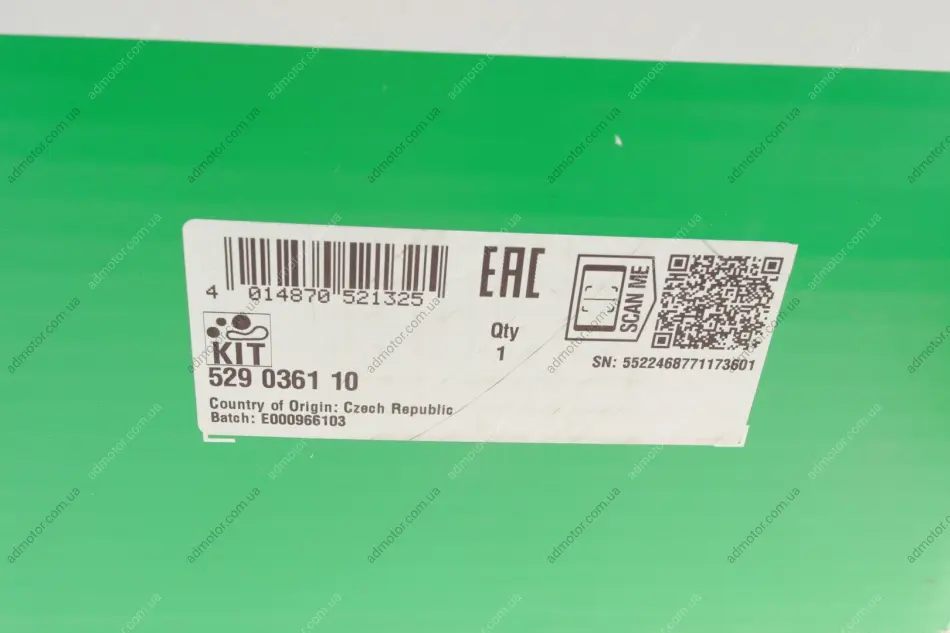 4 014870 521325
EAC
Qty
1
SCAN ME
SN: 5522468771173601
KIT
529 0361 10
Country of Origin: Czech Republic
Batch: E000966103
admotor.com.ua